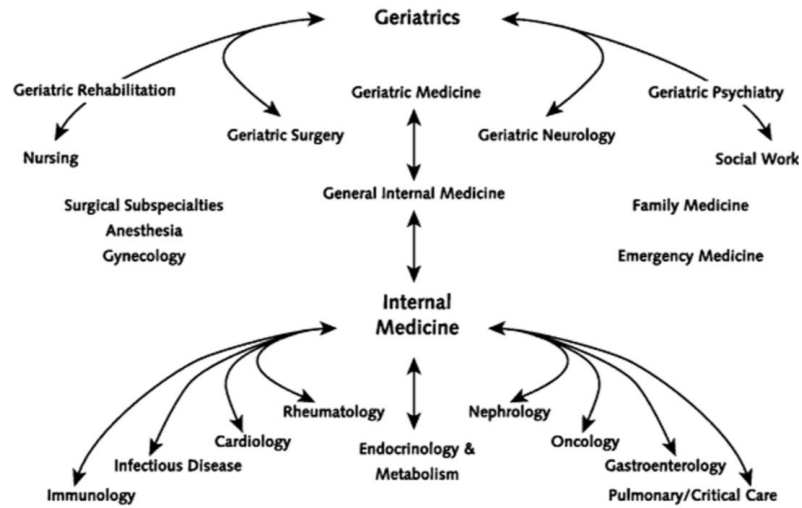 Geriatrics
Geriatric Rehabilitation
Geriatric Medicine
Geriatric Psychiatry
Geriatric Surgery
Geriatric Neurology
Nursing
Social Work
General Internal Medicine
Surgical Subspecialties
Anesthesia
Gynecology
Family Medicine
Emergency Medicine
Internal
Medicine
Rheumatology
Nephrology
Cardiology
Oncology
Endocrinology &
Metabolism
Infectious Disease
Gastroenterology
Immunology
Pulmonary/Critical Care